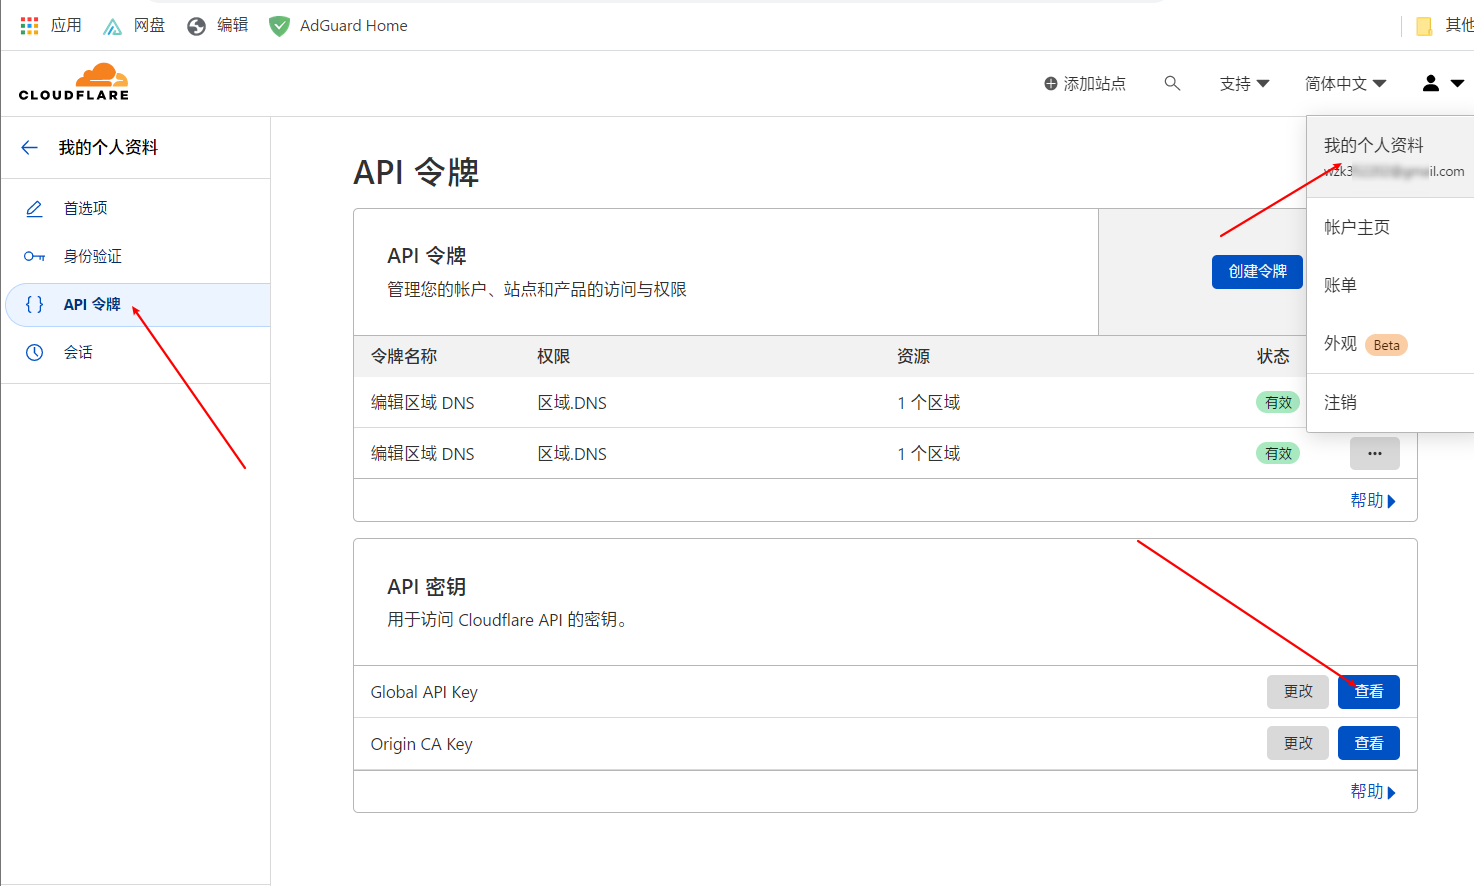 应用 网盘 编辑 AdGuard Home 其他
CLOUDFLARE 添加站点 支持 简体中文
我的个人资料
首选项
身份验证
{ } API 令牌
会话
API 令牌
API 令牌
管理您的帐户、站点和产品的访问与权限
创建令牌
令牌名称 权限 资源 状态
编辑区域 DNS 区域.DNS 1 个区域 有效
编辑区域 DNS 区域.DNS 1 个区域 有效 ...
帮助
API 密钥
用于访问 Cloudflare API 的密钥。
Global API Key 更改 查看
Origin CA Key 更改 查看
帮助
我的个人资料
wzk3 il.com
帐户主页
账单
外观 Beta
注销